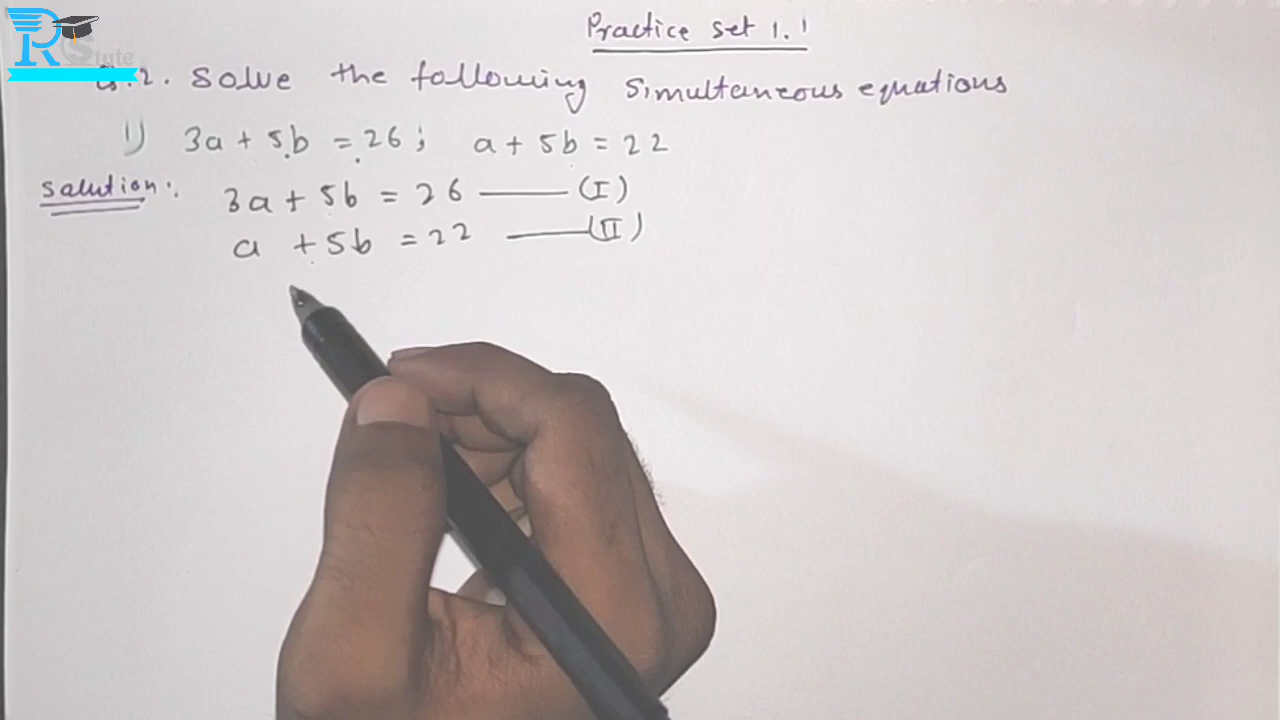 Practice set 1.1
Style
Q.2. Solve the following simultaneous equations
1) 3a + 5b = 26 ; a + 5b = 22
Solution:.
3a + 5b = 26 —— (I)
a + 5b = 22 —— (II)